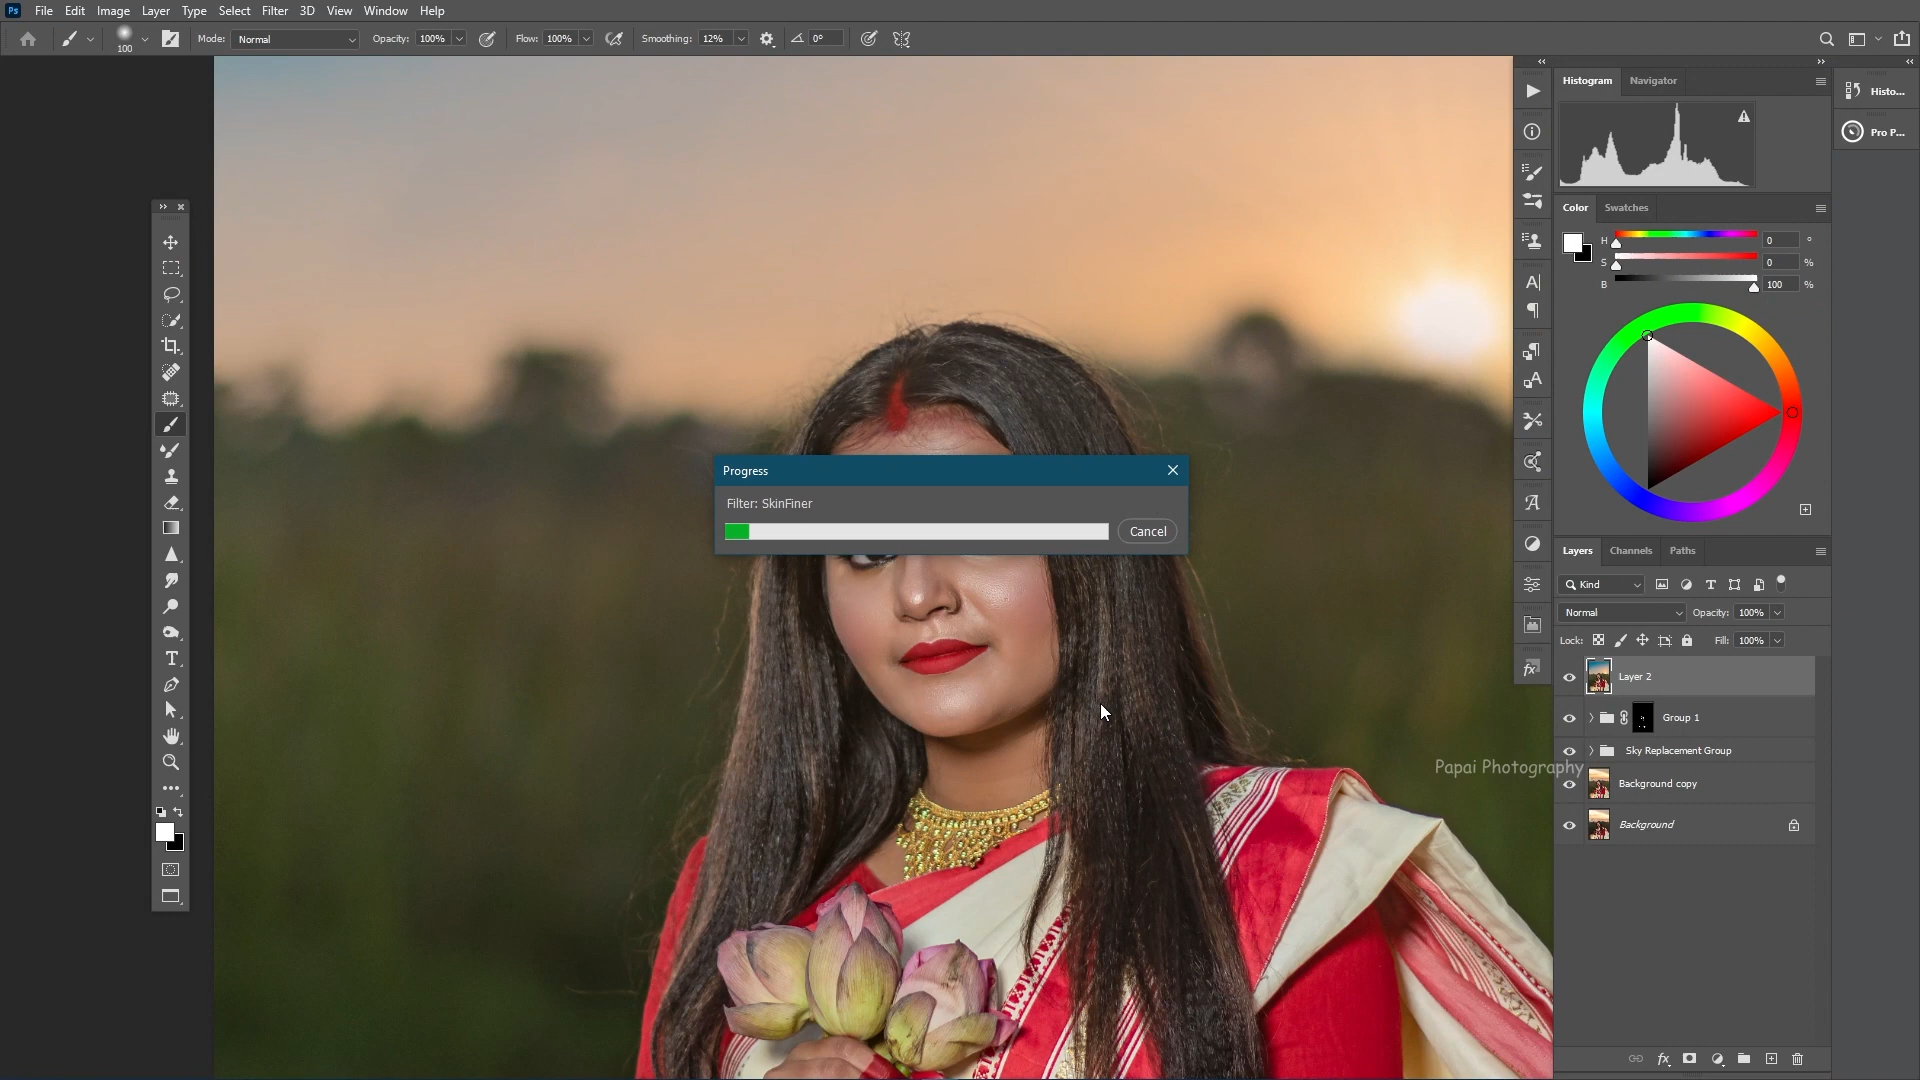 Ps File Edit Image Layer Type Select Filter 3D View Window Help
100 Mode: Normal Opacity: 100% Flow: 100% Smoothing: 12% 0°
Histogram Navigator
Histo...
Pro P...
Color Swatches
H 0 °
S 0 %
B 100 %
Progress
Filter: SkinFiner
Cancel
Layers Channels Paths
Kind
Normal Opacity: 100%
Lock: Fill: 100%
Layer 2
Group 1
Sky Replacement Group
Papai Photography
Background copy
Background